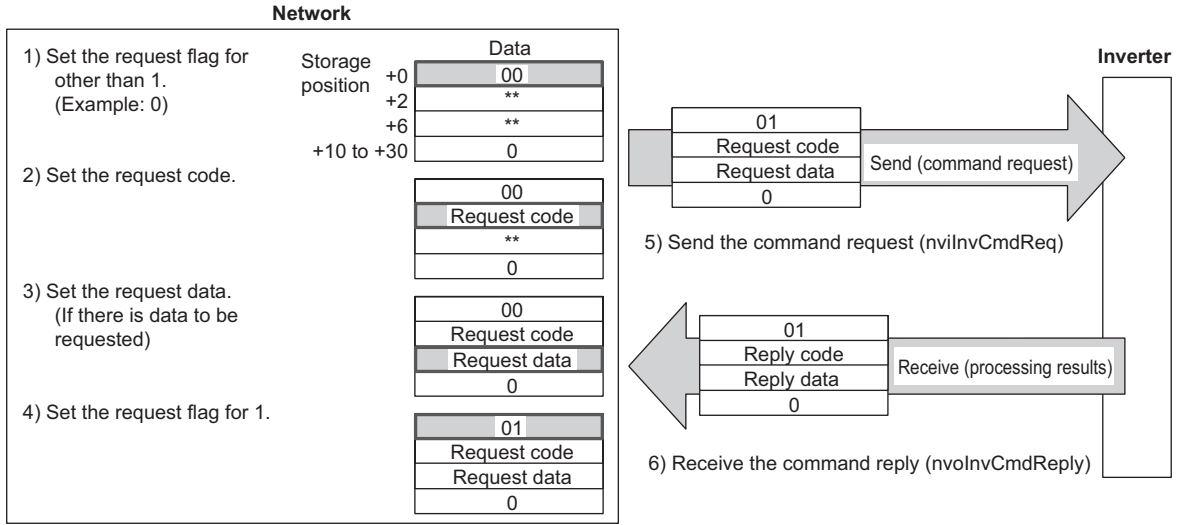 Network
1) Set the request flag for
other than 1.
(Example: 0)
Storage
position
Data
+0
00
+2
**
+6
**
+10 to +30
0
2) Set the request code.
00
Request code
**
0
3) Set the request data.
(If there is data to be
requested)
00
Request code
Request data
0
4) Set the request flag for 1.
01
Request code
Request data
0
Inverter
01
Request code
Request data
0
Send (command request)
5) Send the command request (nviInvCmdReq)
01
Reply code
Reply data
0
Receive (processing results)
6) Receive the command reply (nvoInvCmdReply)